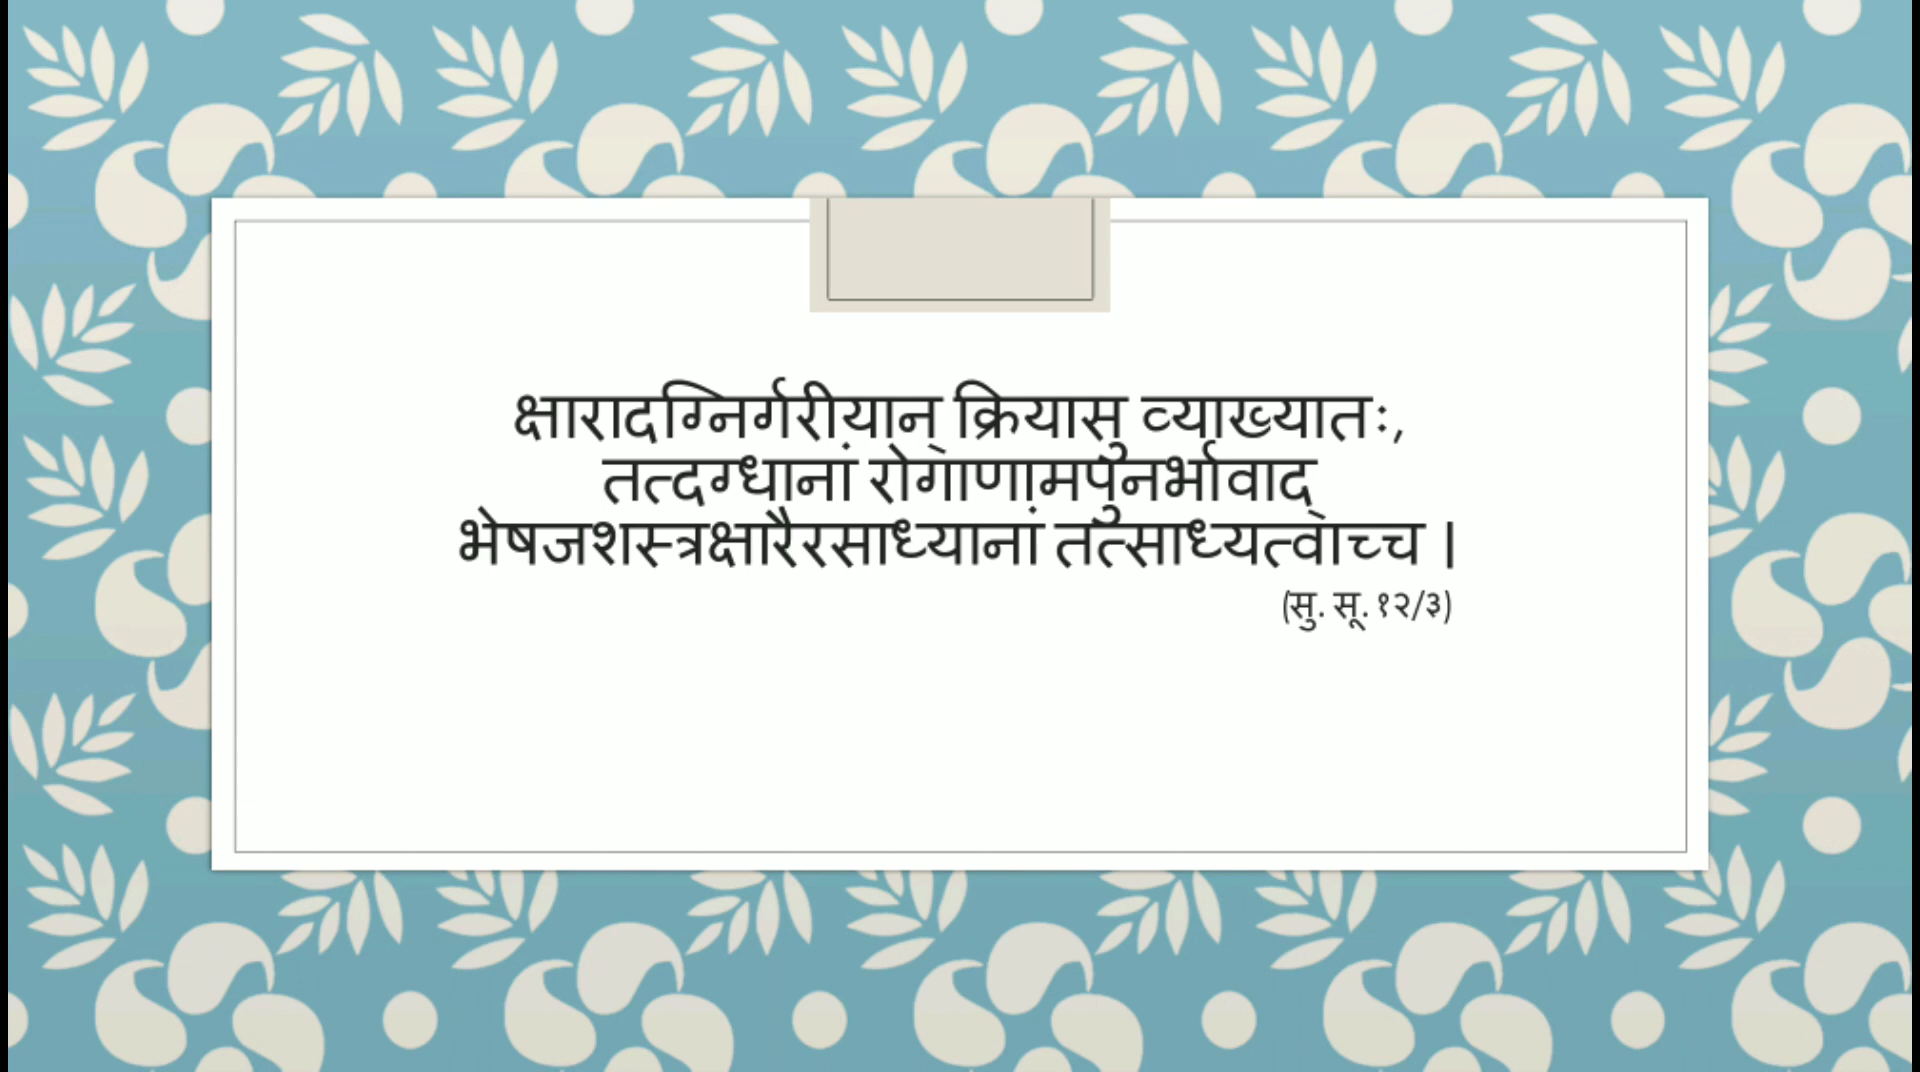 क्षारादग्निर्गरीयान् क्रियासु व्याख्यातः,
तत्दग्धानां रोगाणामपुनर्भावाद्
भेषजशस्त्रक्षारैरसाध्यानां तत्साध्यत्वाच्च |
(सु. सू. १२/३)